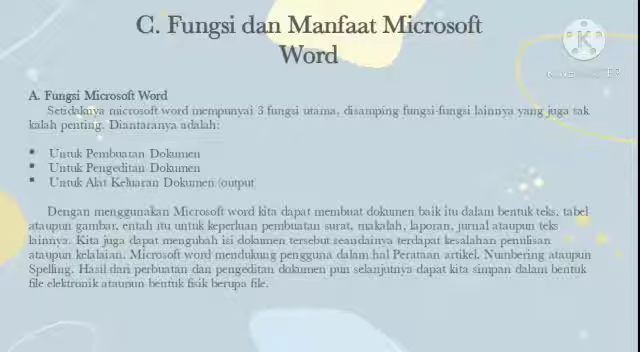 C. Fungsi dan Manfaat Microsoft
Word
A. Fungsi Microsoft Word
Setidaknya microsoft word mempunyai 3 fungsi utama, disamping fungsi-fungsi lainnya yang juga tak
kalah penting. Diantaranya adalah:
Untuk Pembuatan Dokumen
Untuk Pengeditan Dokumen
Untuk Alat Keluaran Dokumen (output
Dengan menggunakan Microsoft word kita dapat membuat dokumen baik itu dalam bentuk teks, tabel
ataupun gambar, entah itu untuk keperluan pembuatan surat, makalah, laporan, jurnal ataupun teks
lainnya. Kita juga dapat mengubah isi dokumen tersebut seandainya terdapat kesalahan penulisan
ataupun kelalaian. Microsoft word mendukung pengguna dalam hal Perataan artikel, Numbering ataupun
Spelling. Hasil dari perbuatan dan pengeditan dokumen pun selanjutnya dapat kita simpan dalam bentuk
file elektronik ataupun bentuk fisik berupa file.
K
KINEMASTER